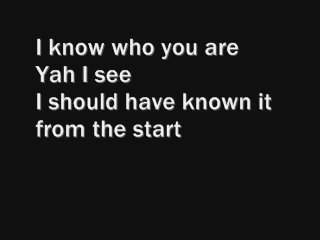 I know who you are
Yah I see
I should have known it
from the start